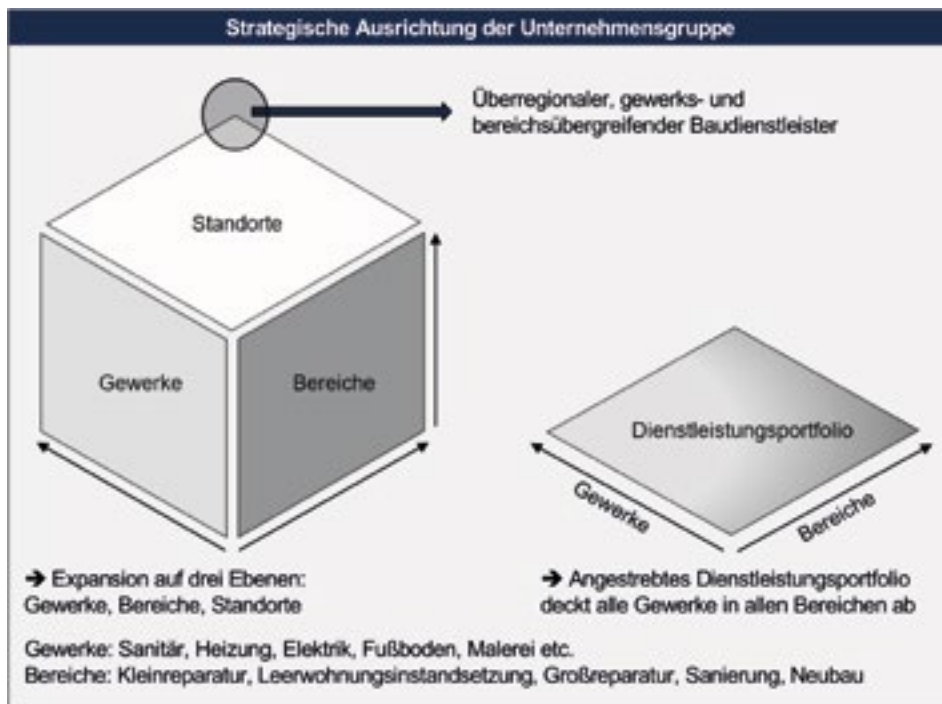 Strategische Ausrichtung der Unternehmensgruppe
Überregionaler, gewerks- und
bereichsübergreifender Baudienstleister
Standorte
Gewerke
Bereiche
Dienstleistungsportfolio
Gewerke
Bereiche
➔ Expansion auf drei Ebenen:
Gewerke, Bereiche, Standorte
➔ Angestrebtes Dienstleistungsportfolio
deckt alle Gewerke in allen Bereichen ab
Gewerke: Sanitär, Heizung, Elektrik, Fußboden, Malerei etc.
Bereiche: Kleinreparatur, Leerwohnungsinstandsetzung, Großreparatur, Sanierung, Neubau